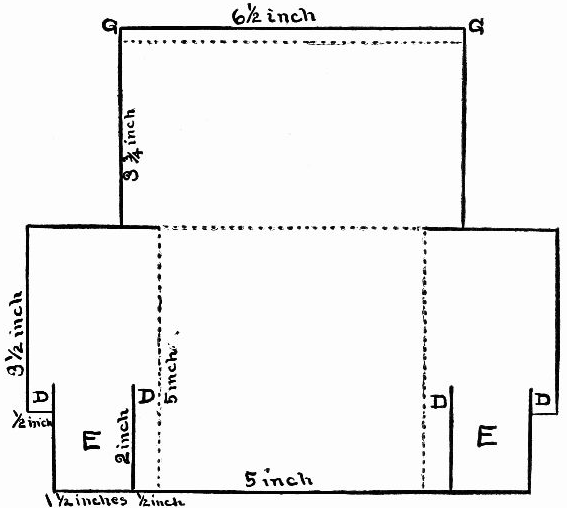 G 6½ inch G
3¾ inch
3½ inch
5 inch
D D D D
½ inch
E 2 inch E
5 inch
1½ inches ½ inch